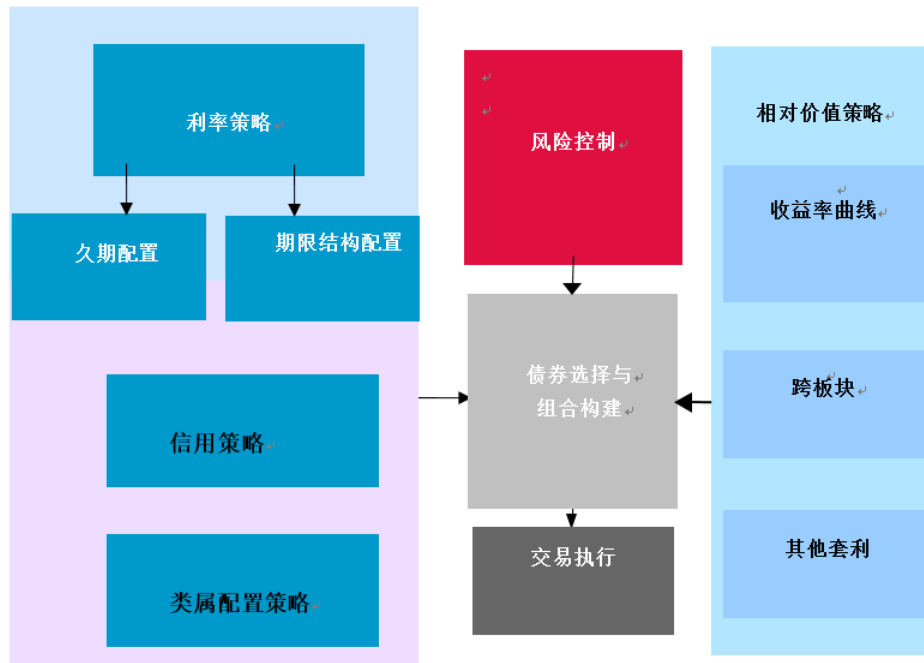 利率策略
久期配置
期限结构配置
信用策略
类属配置策略
风险控制
债券选择与
组合构建
交易执行
相对价值策略
收益率曲线
跨板块
其他套利